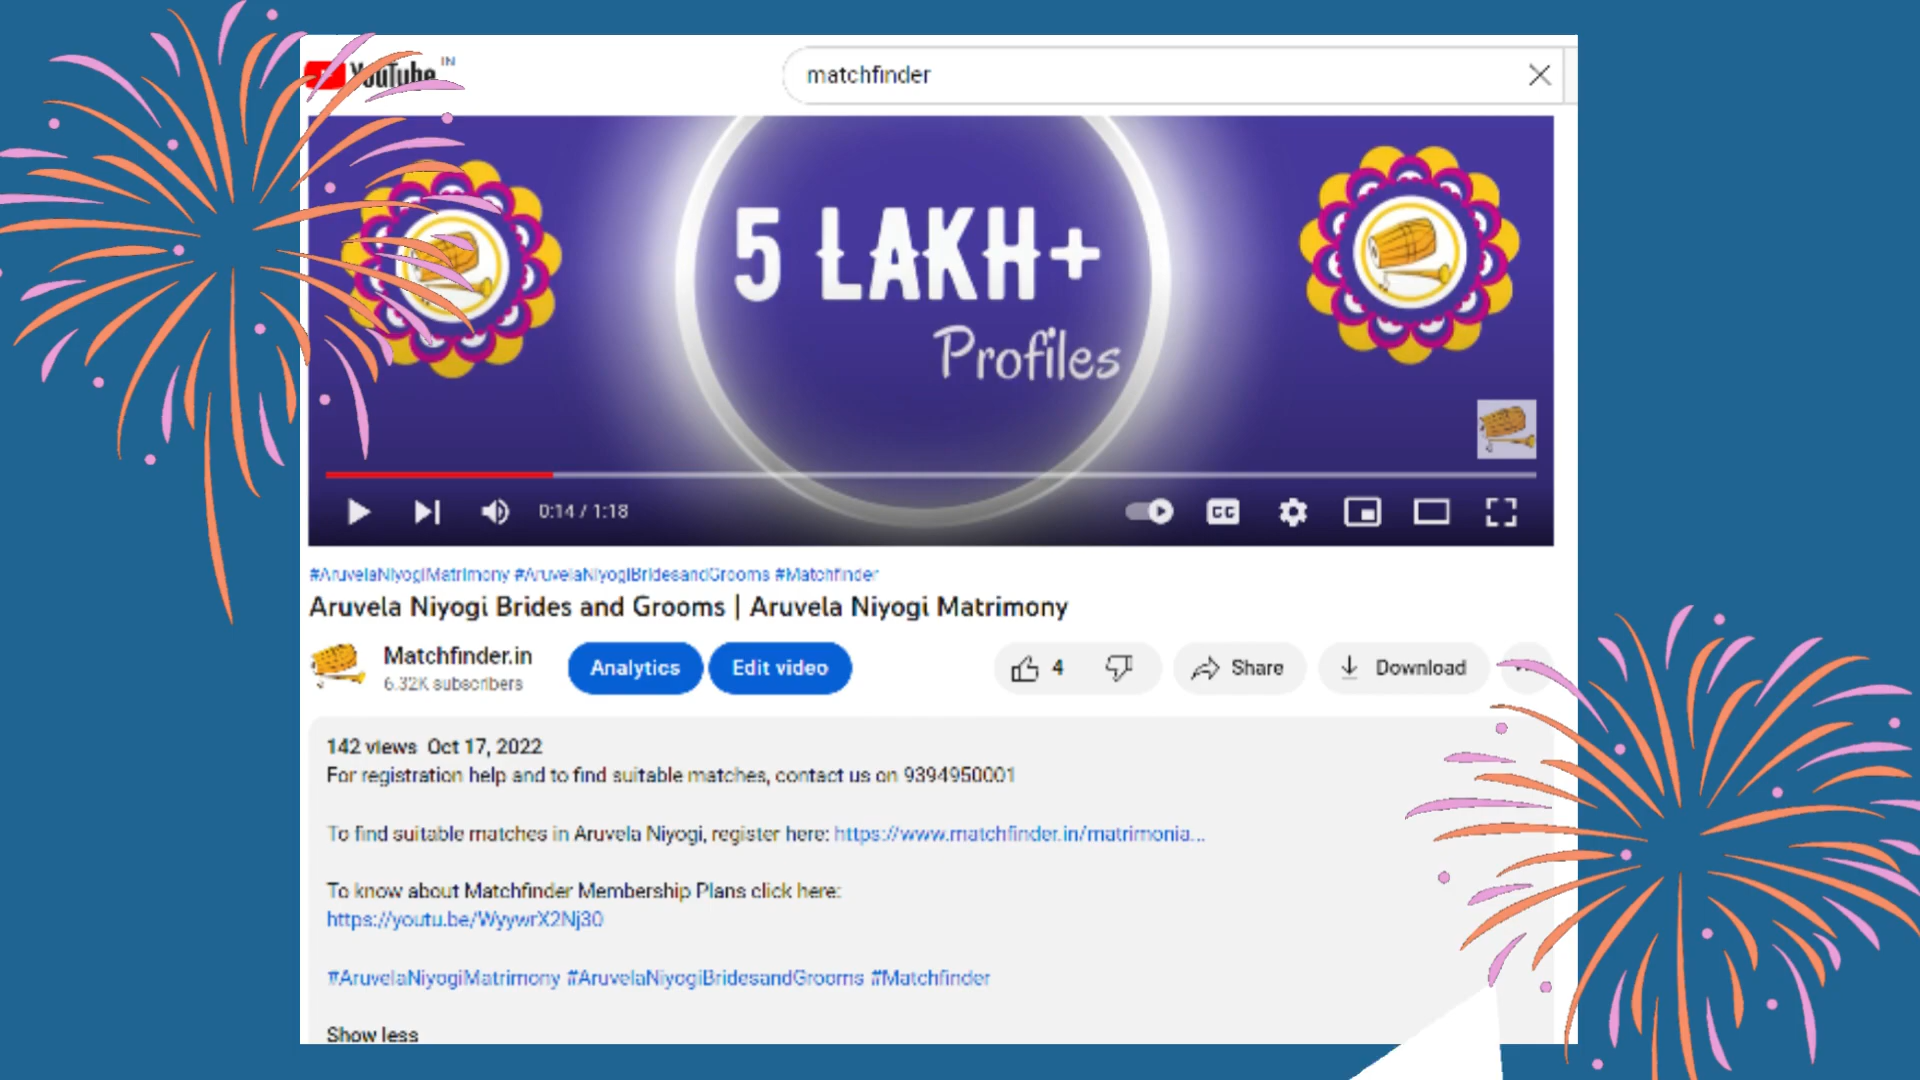 YouTube IN
matchfinder
5 LAKH+
Profiles
0:14 / 1:18
CC
#AruvelaNiyogiMatrimony #AruvelaNiyogiBridesandGrooms #Matchfinder
Aruvela Niyogi Brides and Grooms | Aruvela Niyogi Matrimony
Matchfinder.in
6.32K subscribers
Analytics
Edit video
4
Share
Download
142 views Oct 17, 2022
For registration help and to find suitable matches, contact us on 9394950001
To find suitable matches in Aruvela Niyogi, register here: https://www.matchfinder.in/matrimonia...
To know about Matchfinder Membership Plans click here:
https://youtu.be/WyywrX2Nj30
#AruvelaNiyogiMatrimony #AruvelaNiyogiBridesandGrooms #Matchfinder
Show less